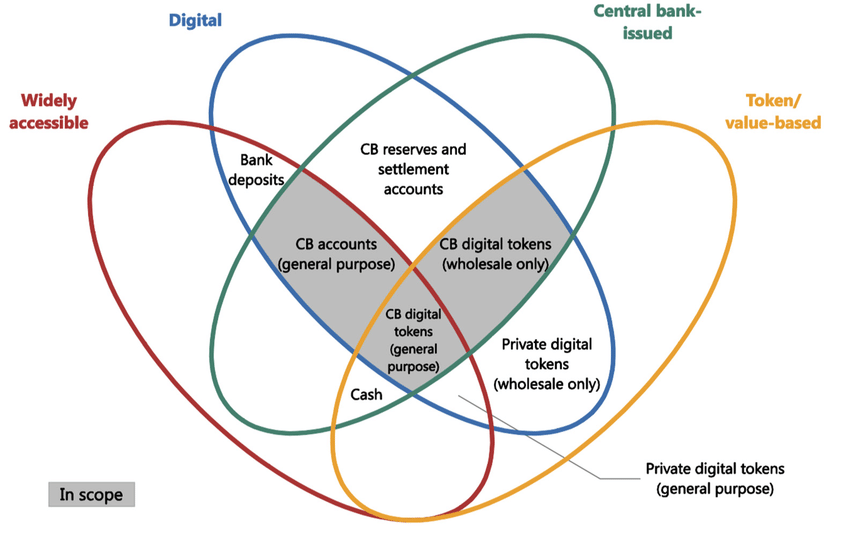 Digital
Central bank-
issued
Widely
accessible
Token/
value-based
Bank
deposits
CB reserves and
settlement
accounts
CB accounts
(general purpose)
CB digital tokens
(wholesale only)
CB digital
tokens
(general
purpose)
Private digital
tokens
(wholesale only)
Cash
Private digital tokens
(general purpose)
In scope